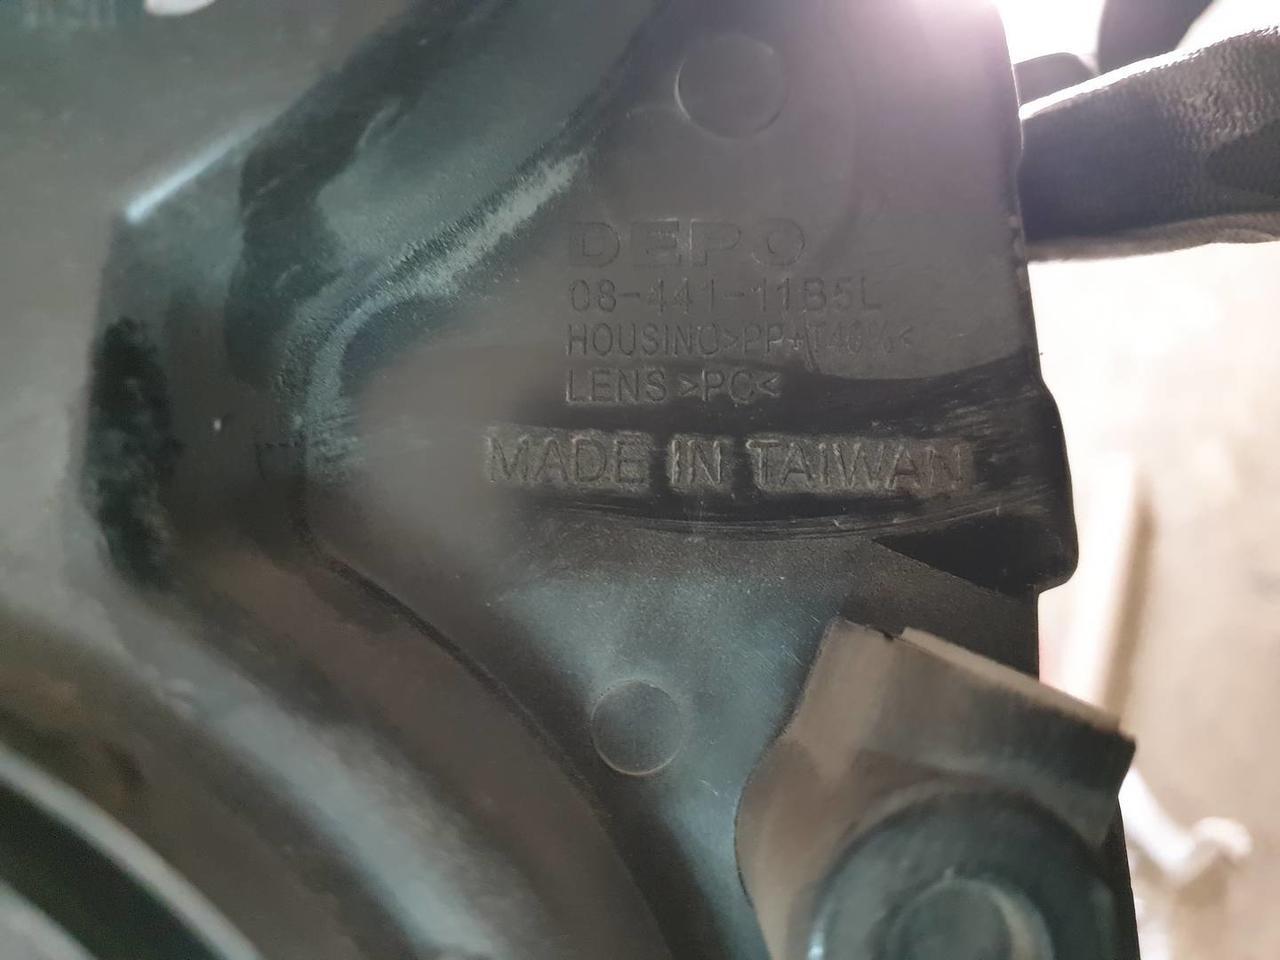 DEPO
08-441-11B5L
HOUSING>PP+T40%<
LENS >PC<
MADE IN TAIWAN